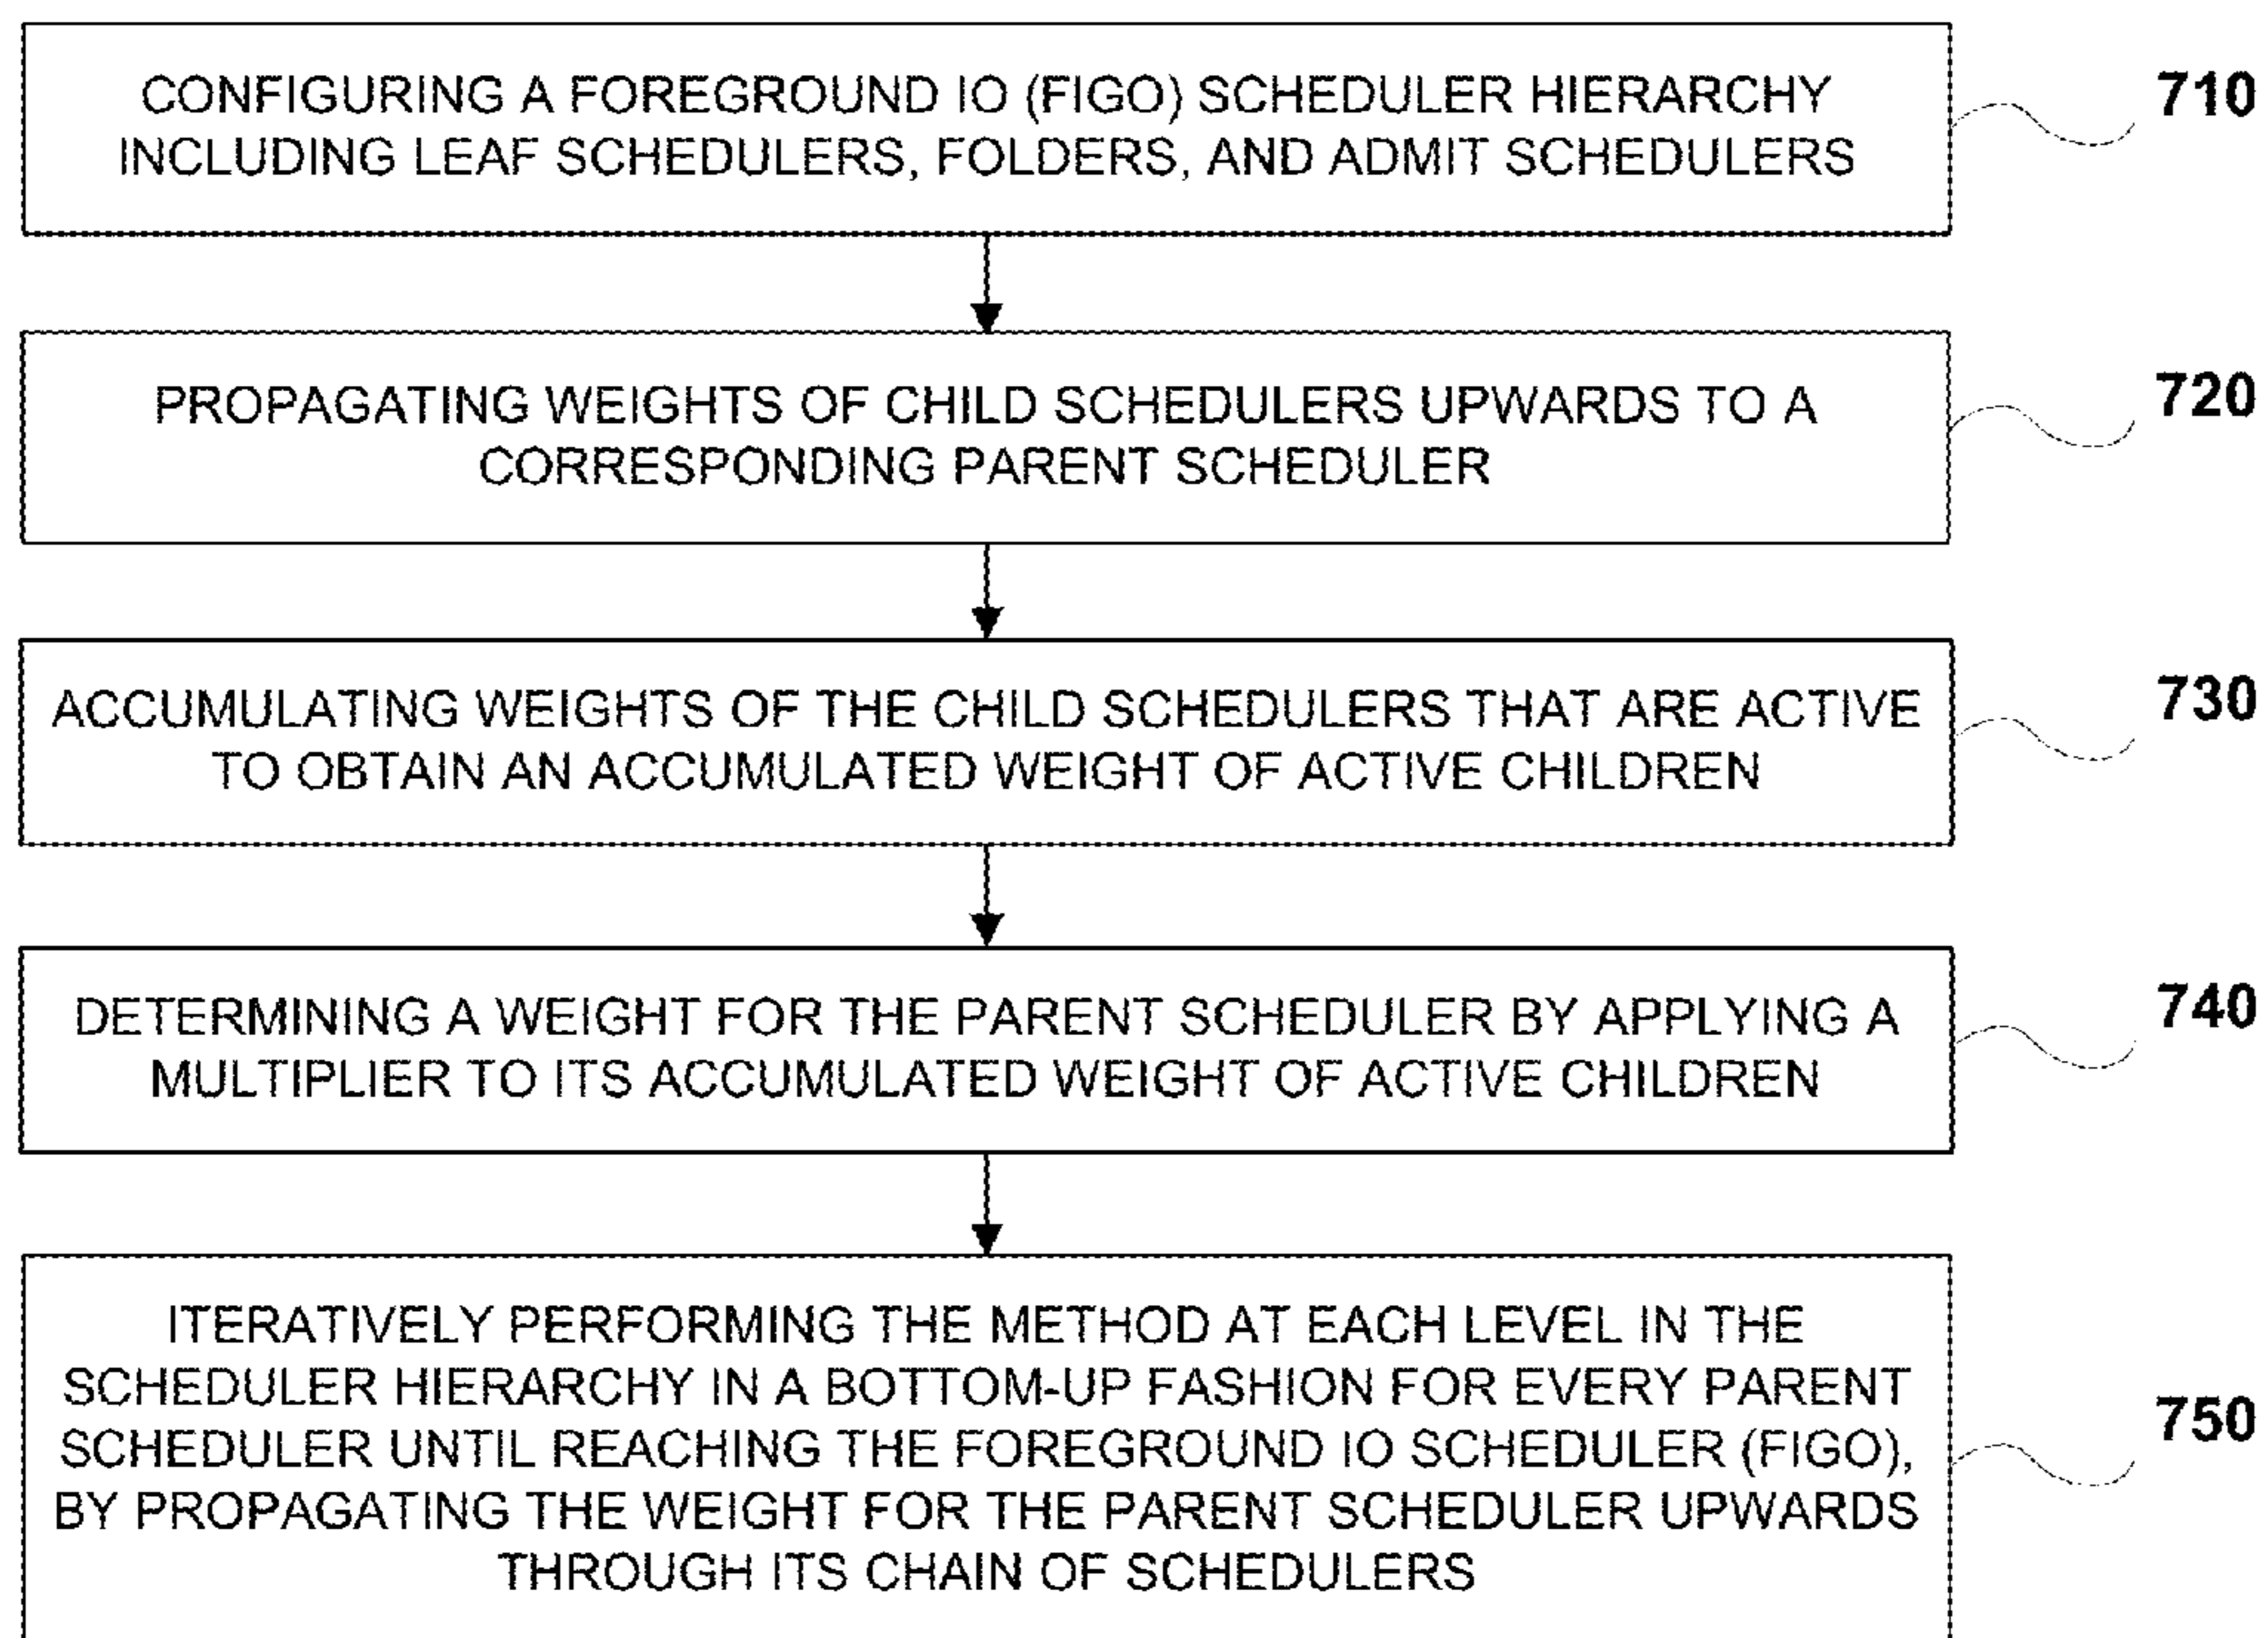 CONFIGURING A FOREGROUND IO (FIGO) SCHEDULER HIERARCHY
INCLUDING LEAF SCHEDULERS, FOLDERS, AND ADMIT SCHEDULERS
710
PROPAGATING WEIGHTS OF CHILD SCHEDULERS UPWARDS TO A
CORRESPONDING PARENT SCHEDULER
720
ACCUMULATING WEIGHTS OF THE CHILD SCHEDULERS THAT ARE ACTIVE
TO OBTAIN AN ACCUMULATED WEIGHT OF ACTIVE CHILDREN
730
DETERMINING A WEIGHT FOR THE PARENT SCHEDULER BY APPLYING A
MULTIPLIER TO ITS ACCUMULATED WEIGHT OF ACTIVE CHILDREN
740
ITERATIVELY PERFORMING THE METHOD AT EACH LEVEL IN THE
SCHEDULER HIERARCHY IN A BOTTOM-UP FASHION FOR EVERY PARENT
SCHEDULER UNTIL REACHING THE FOREGROUND IO SCHEDULER (FIGO),
BY PROPAGATING THE WEIGHT FOR THE PARENT SCHEDULER UPWARDS
THROUGH ITS CHAIN OF SCHEDULERS
750